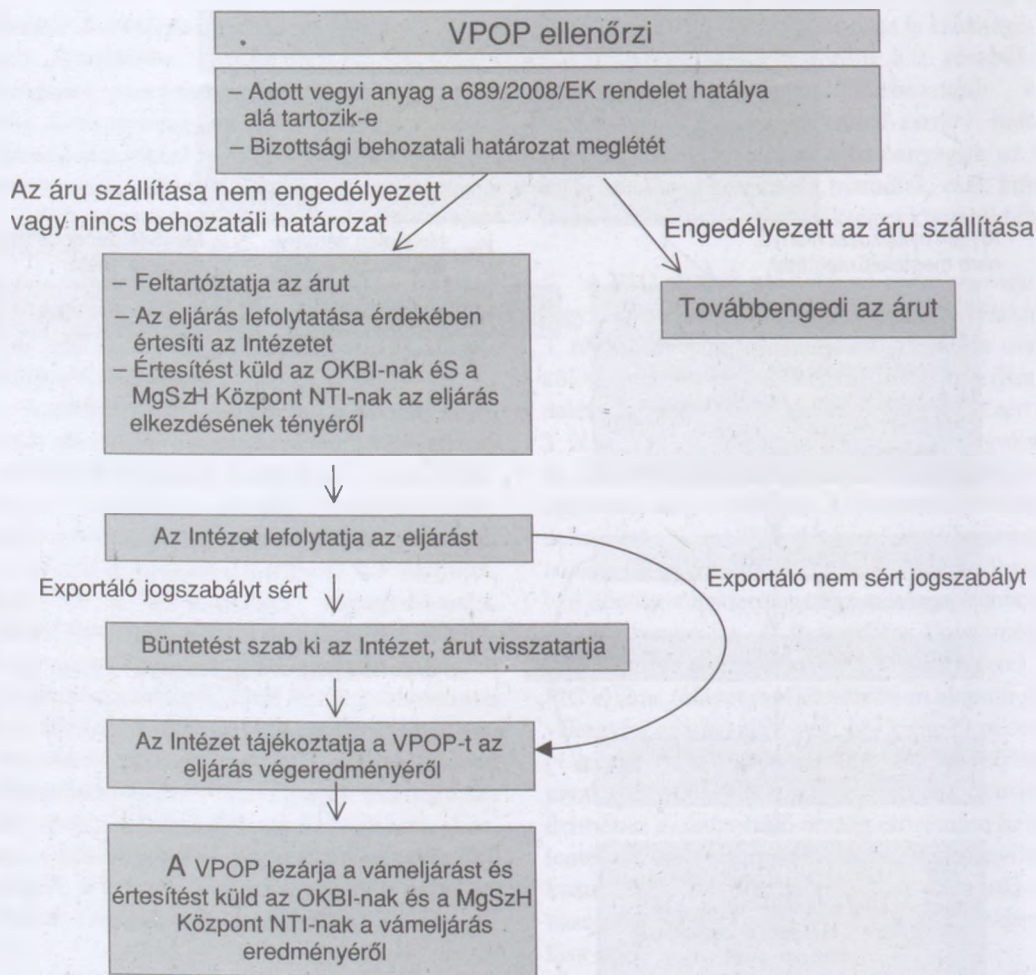 VPOP ellenőrzi
– Adott vegyi anyag a 689/2008/EK rendelet hatálya
alá tartozik-e
– Bizottsági behozatali határozat meglétét
Az áru szállítása nem engedélyezett
vagy nincs behozatáli határozat
Engedélyezett az áru szállítása
– Feltartóztatja az árut
– Az eljárás lefolytatása érdekében
értesíti az Intézetet
– Értesítést küld az OKBI-nak éS a
MgSzH Központ NTI-nak az eljárás
elkezdésének tényéről
Továbbengedi az árut
Az Intézet lefolytatja az eljárást
Exportáló jogszabályt sért
Exportáló nem sért jogszabályt
Büntetést szab ki az Intézet, árut visszatartja
Az Intézet tájékoztatja a VPOP-t az
eljárás végeredményéről
A VPOP lezárja a vámeljárást és
értesítést küld az OKBI-nak és a MgSzH
Központ NTI-nak a vámeljárás
eredményéről